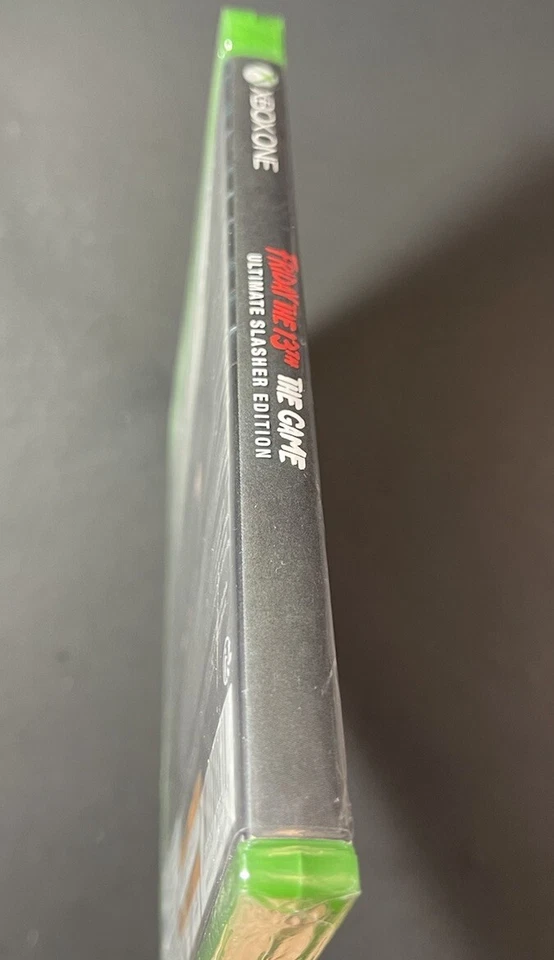 XBOX ONE
FRIDAY THE 13TH THE GAME
ULTIMATE SLASHER EDITION